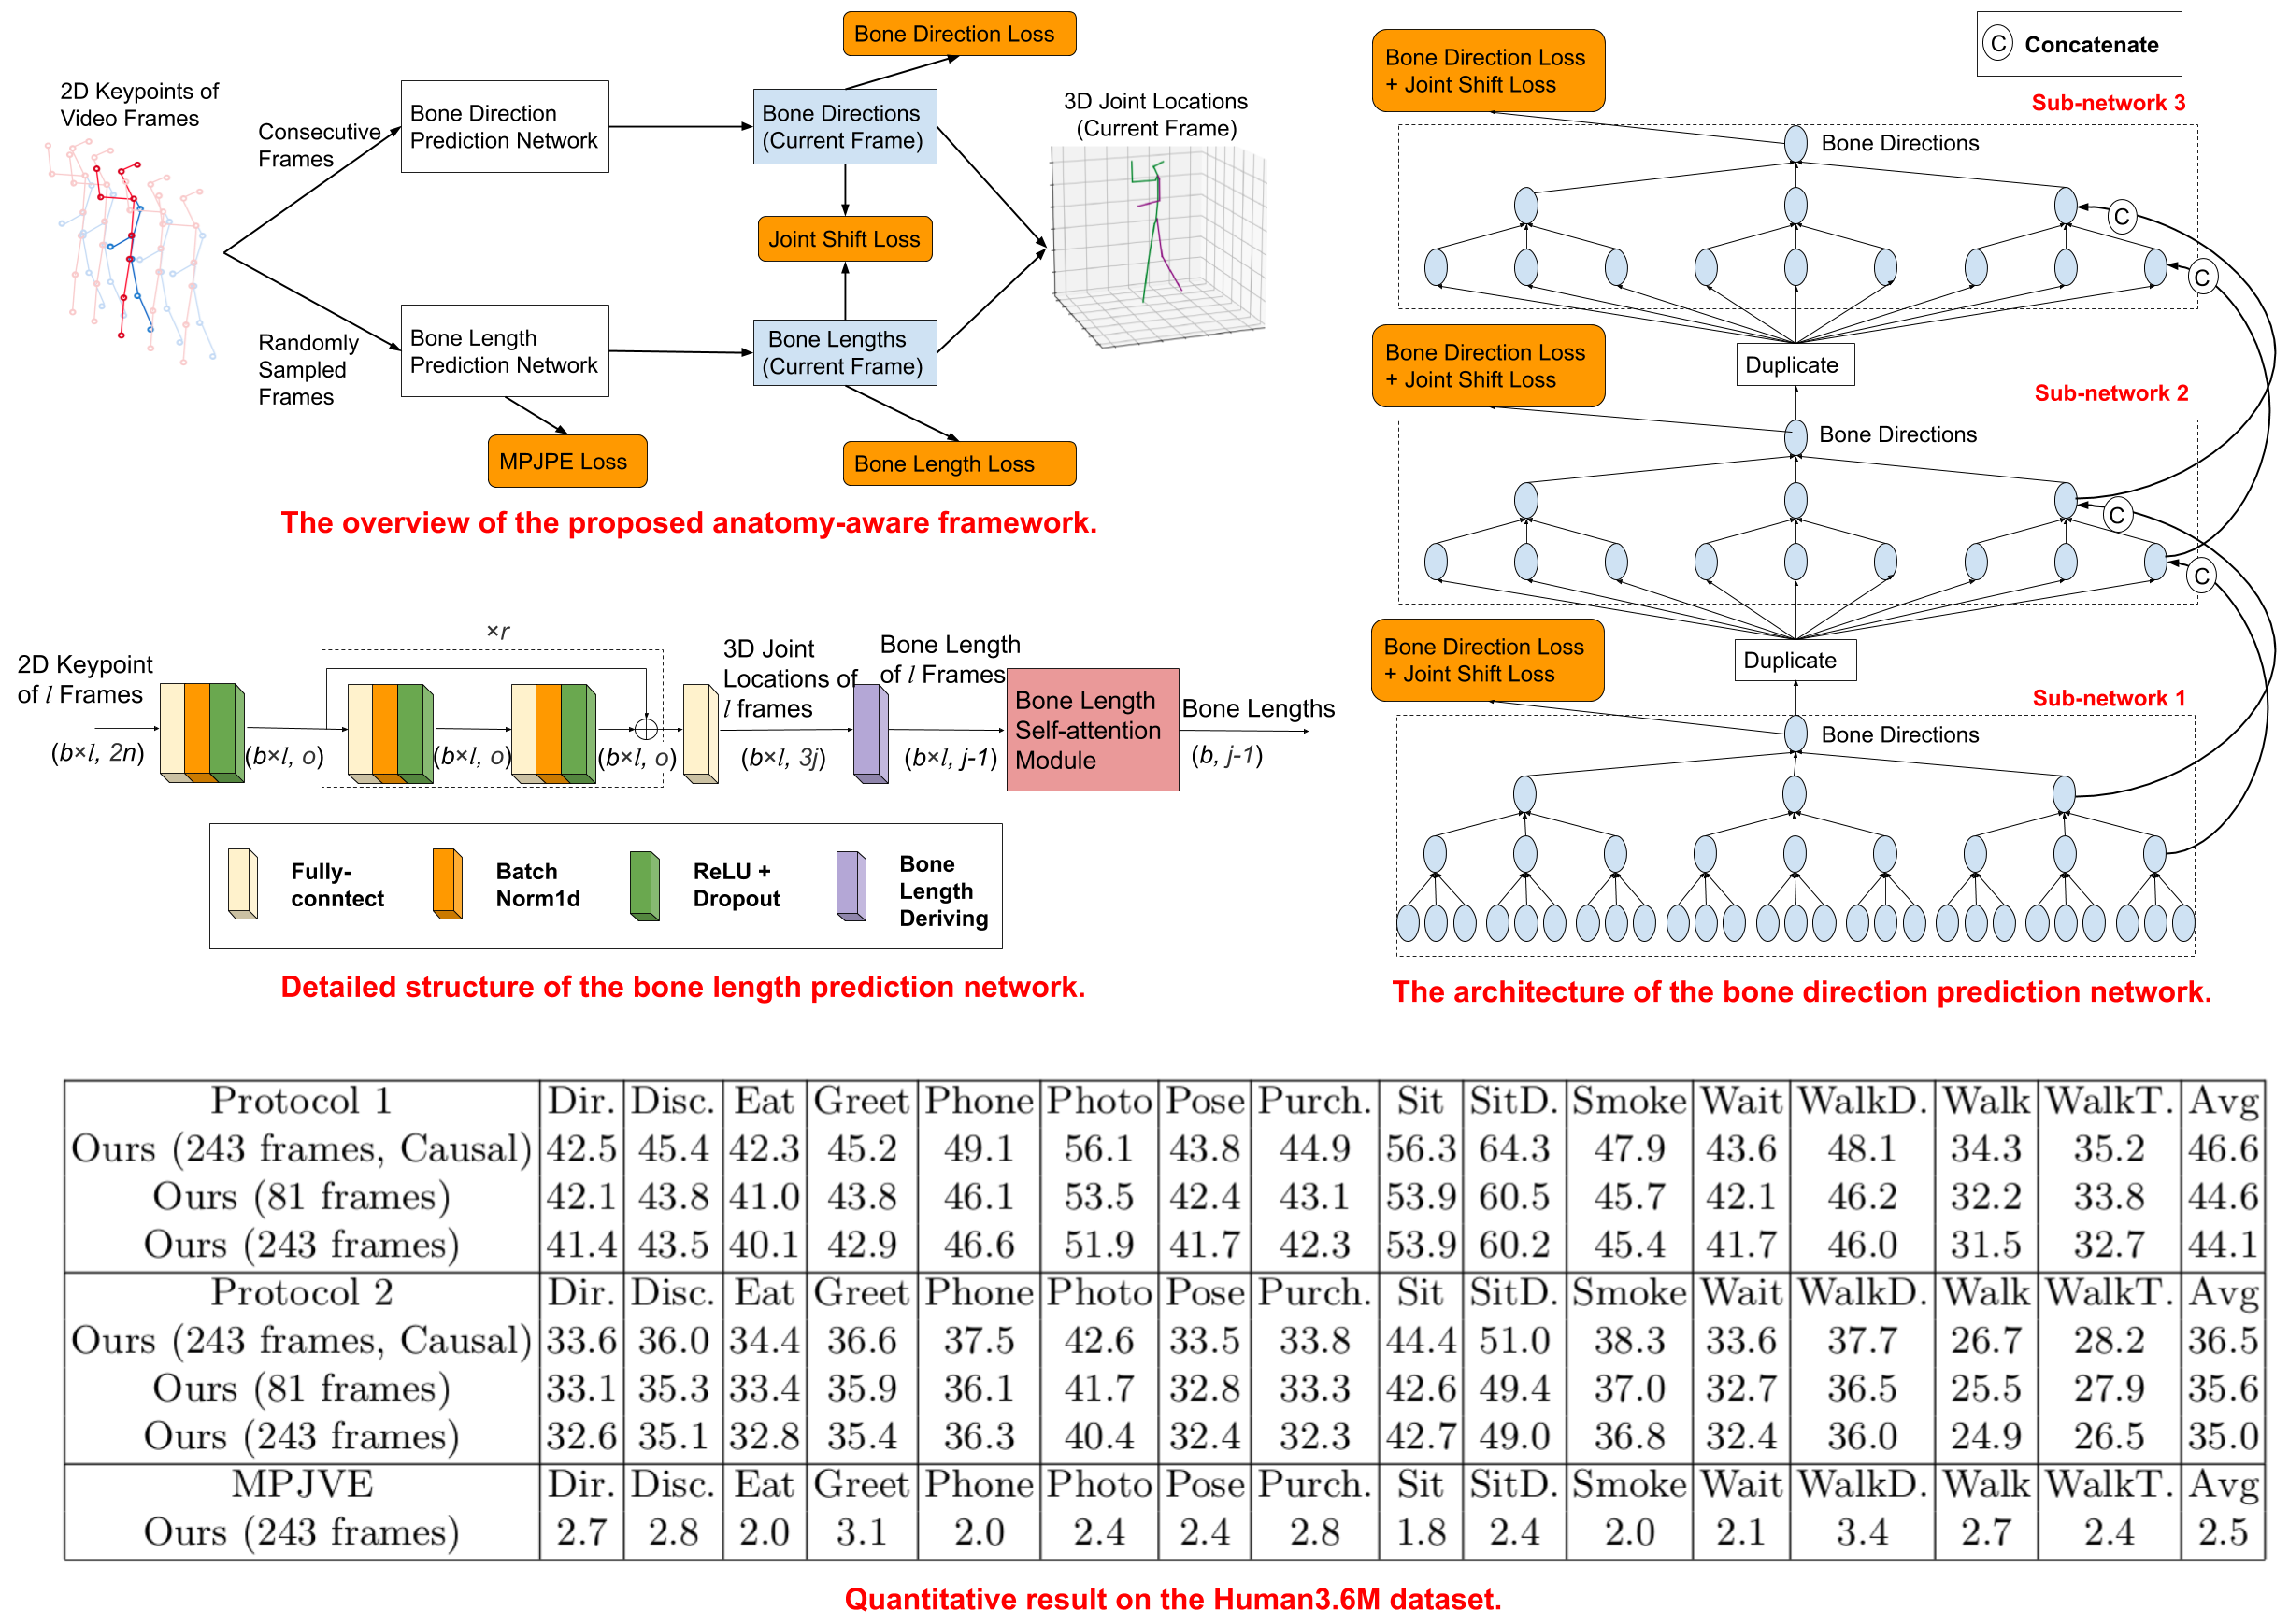 2D Keypoints of
Video Frames
Consecutive
Frames
Randomly
Sampled
Frames
Bone Direction
Prediction Network
Bone Length
Prediction Network
MPJPE Loss
Bone Direction Loss
Bone Directions
(Current Frame)
Joint Shift Loss
Bone Lengths
(Current Frame)
Bone Length Loss
3D Joint Locations
(Current Frame)
The overview of the proposed anatomy-aware framework.
2D Keypoint
of l Frames
(b×l, 2n)
(b×l, o)
×r
(b×l, o)
(b×l, o)
3D Joint
Locations of
l frames
(b×l, 3j)
Bone Length
of l Frames
(b×l, j-1)
Bone Length
Self-attention
Module
Bone Lengths
(b, j-1)
Fully-
conntect
Batch
Norm1d
ReLU +
Dropout
Bone
Length
Deriving
Detailed structure of the bone length prediction network.
C Concatenate
Bone Direction Loss
+ Joint Shift Loss
Sub-network 3
Bone Directions
C
C
Duplicate
Bone Direction Loss
+ Joint Shift Loss
Sub-network 2
Bone Directions
C
C
Duplicate
Bone Direction Loss
+ Joint Shift Loss
Sub-network 1
Bone Directions
The architecture of the bone direction prediction network.
Protocol 1 Dir. Disc. Eat Greet Phone Photo Pose Purch. Sit SitD. Smoke Wait WalkD. Walk WalkT. Avg
Ours (243 frames, Causal) 42.5 45.4 42.3 45.2 49.1 56.1 43.8 44.9 56.3 64.3 47.9 43.6 48.1 34.3 35.2 46.6
Ours (81 frames) 42.1 43.8 41.0 43.8 46.1 53.5 42.4 43.1 53.9 60.5 45.7 42.1 46.2 32.2 33.8 44.6
Ours (243 frames) 41.4 43.5 40.1 42.9 46.6 51.9 41.7 42.3 53.9 60.2 45.4 41.7 46.0 31.5 32.7 44.1
Protocol 2 Dir. Disc. Eat Greet Phone Photo Pose Purch. Sit SitD. Smoke Wait WalkD. Walk WalkT. Avg
Ours (243 frames, Causal) 33.6 36.0 34.4 36.6 37.5 42.6 33.5 33.8 44.4 51.0 38.3 33.6 37.7 26.7 28.2 36.5
Ours (81 frames) 33.1 35.3 33.4 35.9 36.1 41.7 32.8 33.3 42.6 49.4 37.0 32.7 36.5 25.5 27.9 35.6
Ours (243 frames) 32.6 35.1 32.8 35.4 36.3 40.4 32.4 32.3 42.7 49.0 36.8 32.4 36.0 24.9 26.5 35.0
MPJVE Dir. Disc. Eat Greet Phone Photo Pose Purch. Sit SitD. Smoke Wait WalkD. Walk WalkT. Avg
Ours (243 frames) 2.7 2.8 2.0 3.1 2.0 2.4 2.4 2.8 1.8 2.4 2.0 2.1 3.4 2.7 2.4 2.5
Quantitative result on the Human3.6M dataset.